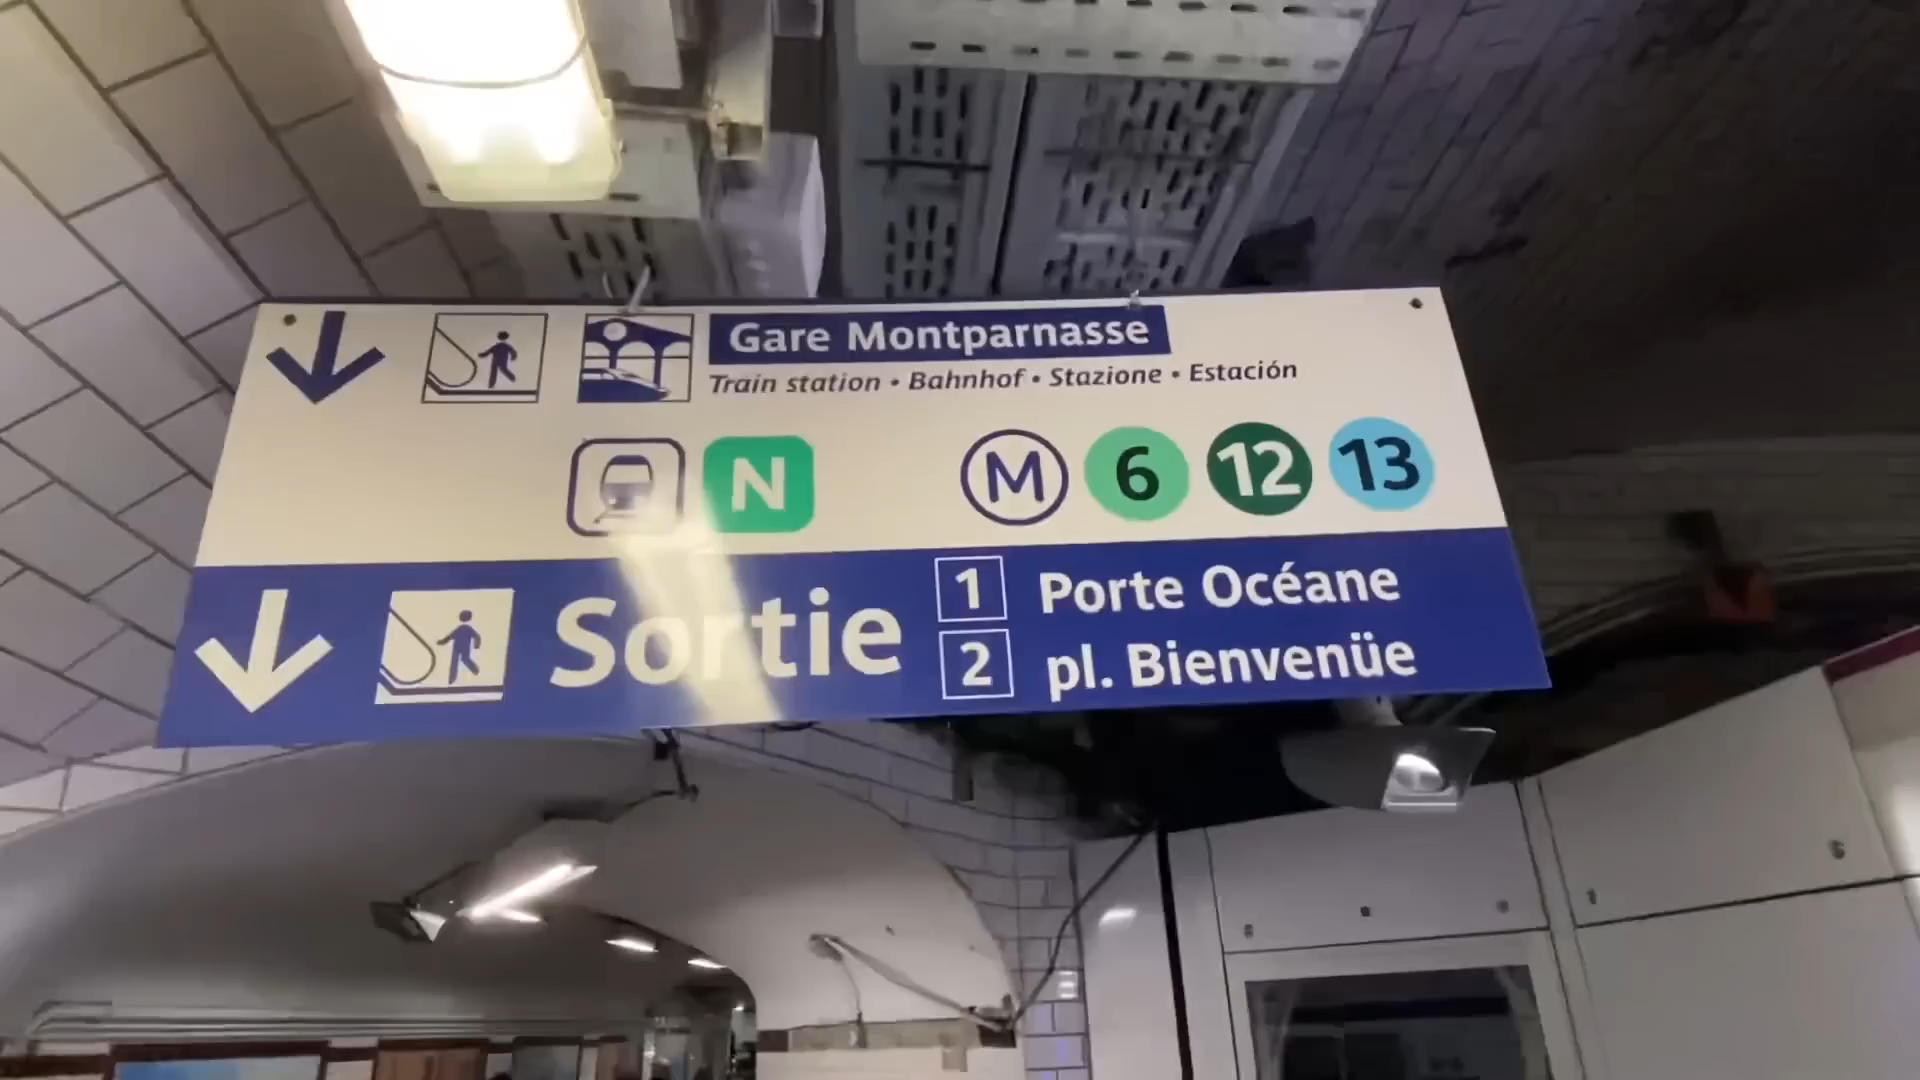 Gare Montparnasse
Train station • Bahnhof • Stazione • Estación
N M 6 12 13
Sortie
1 Porte Océane
2 pl. Bienvenüe